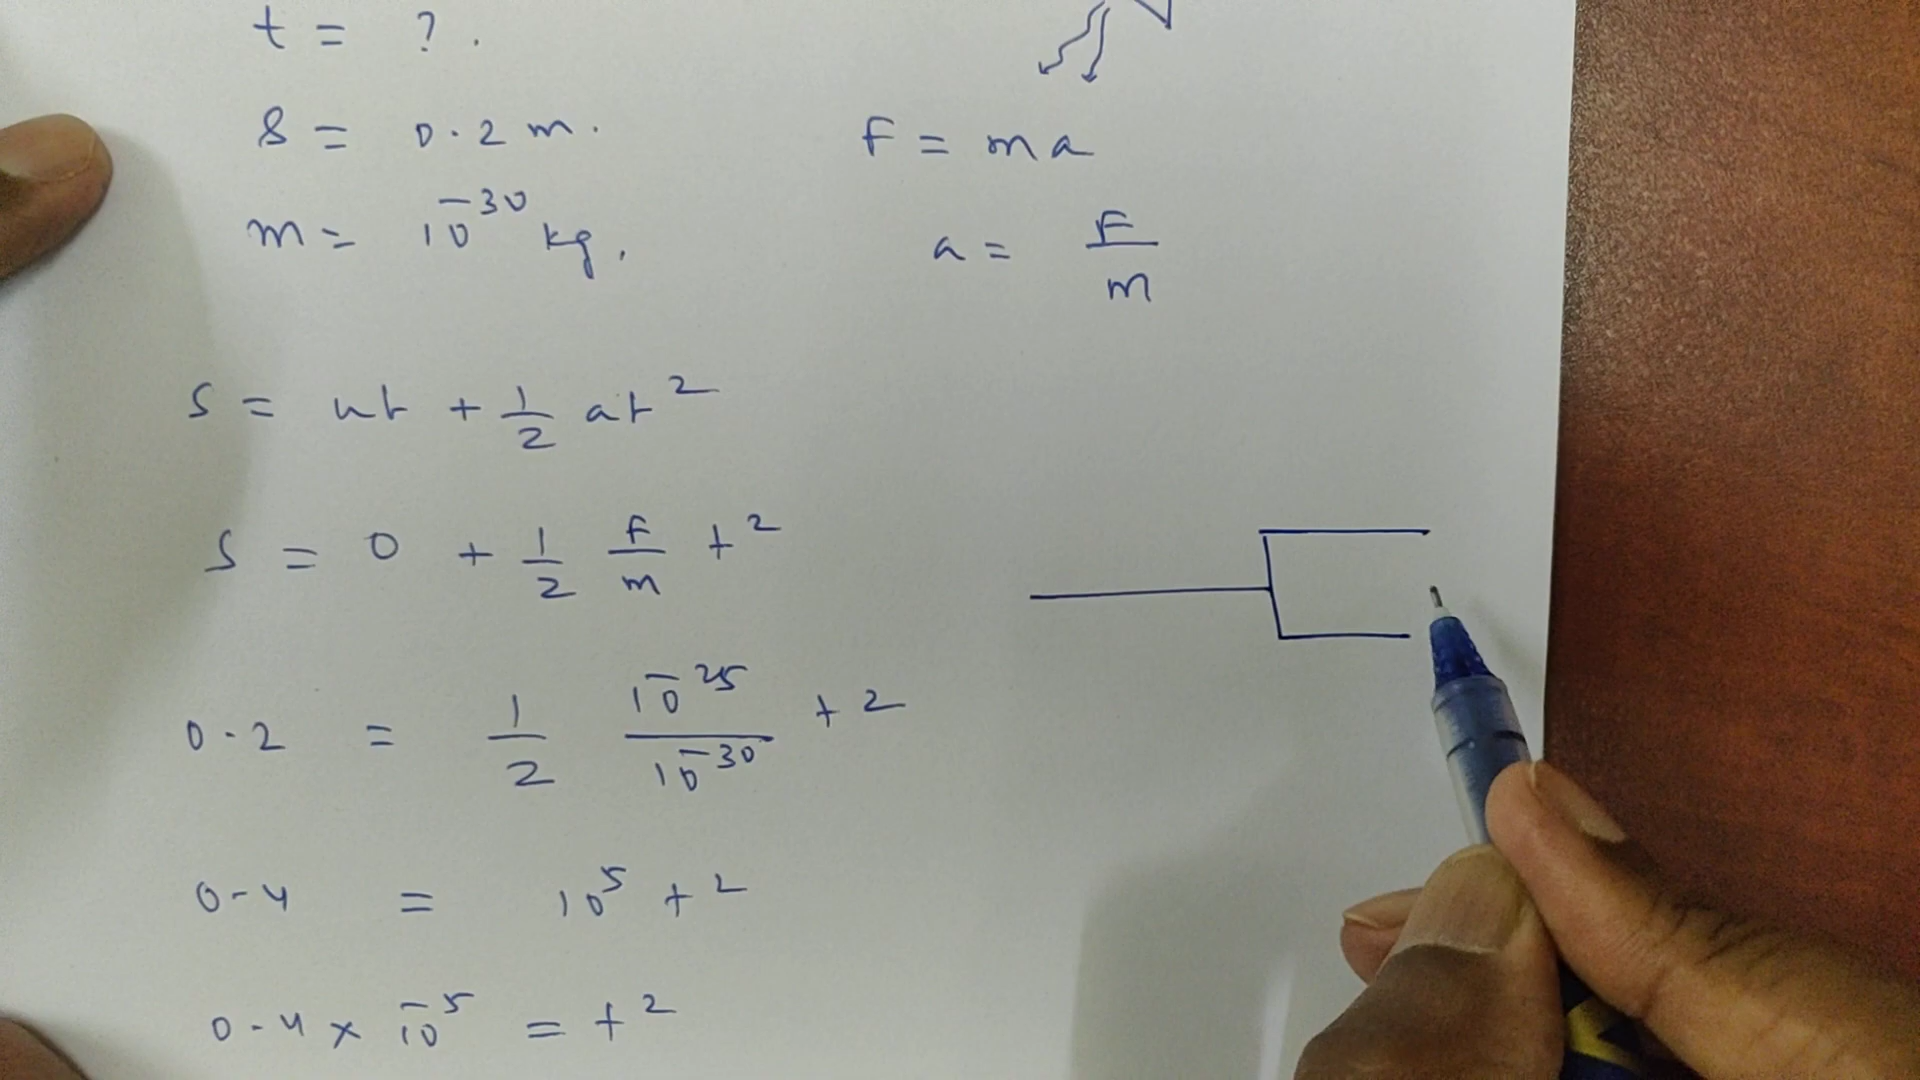 t = ?.
s = 0.2 m.
m = 10^-30 kg.
F = ma
a = F/m
s = ut + 1/2 at^2
s = 0 + 1/2 F/m t^2
0.2 = 1/2 10^-25/10^-30 t^2
0.4 = 10^5 t^2
0.4 x 10^-5 = t^2